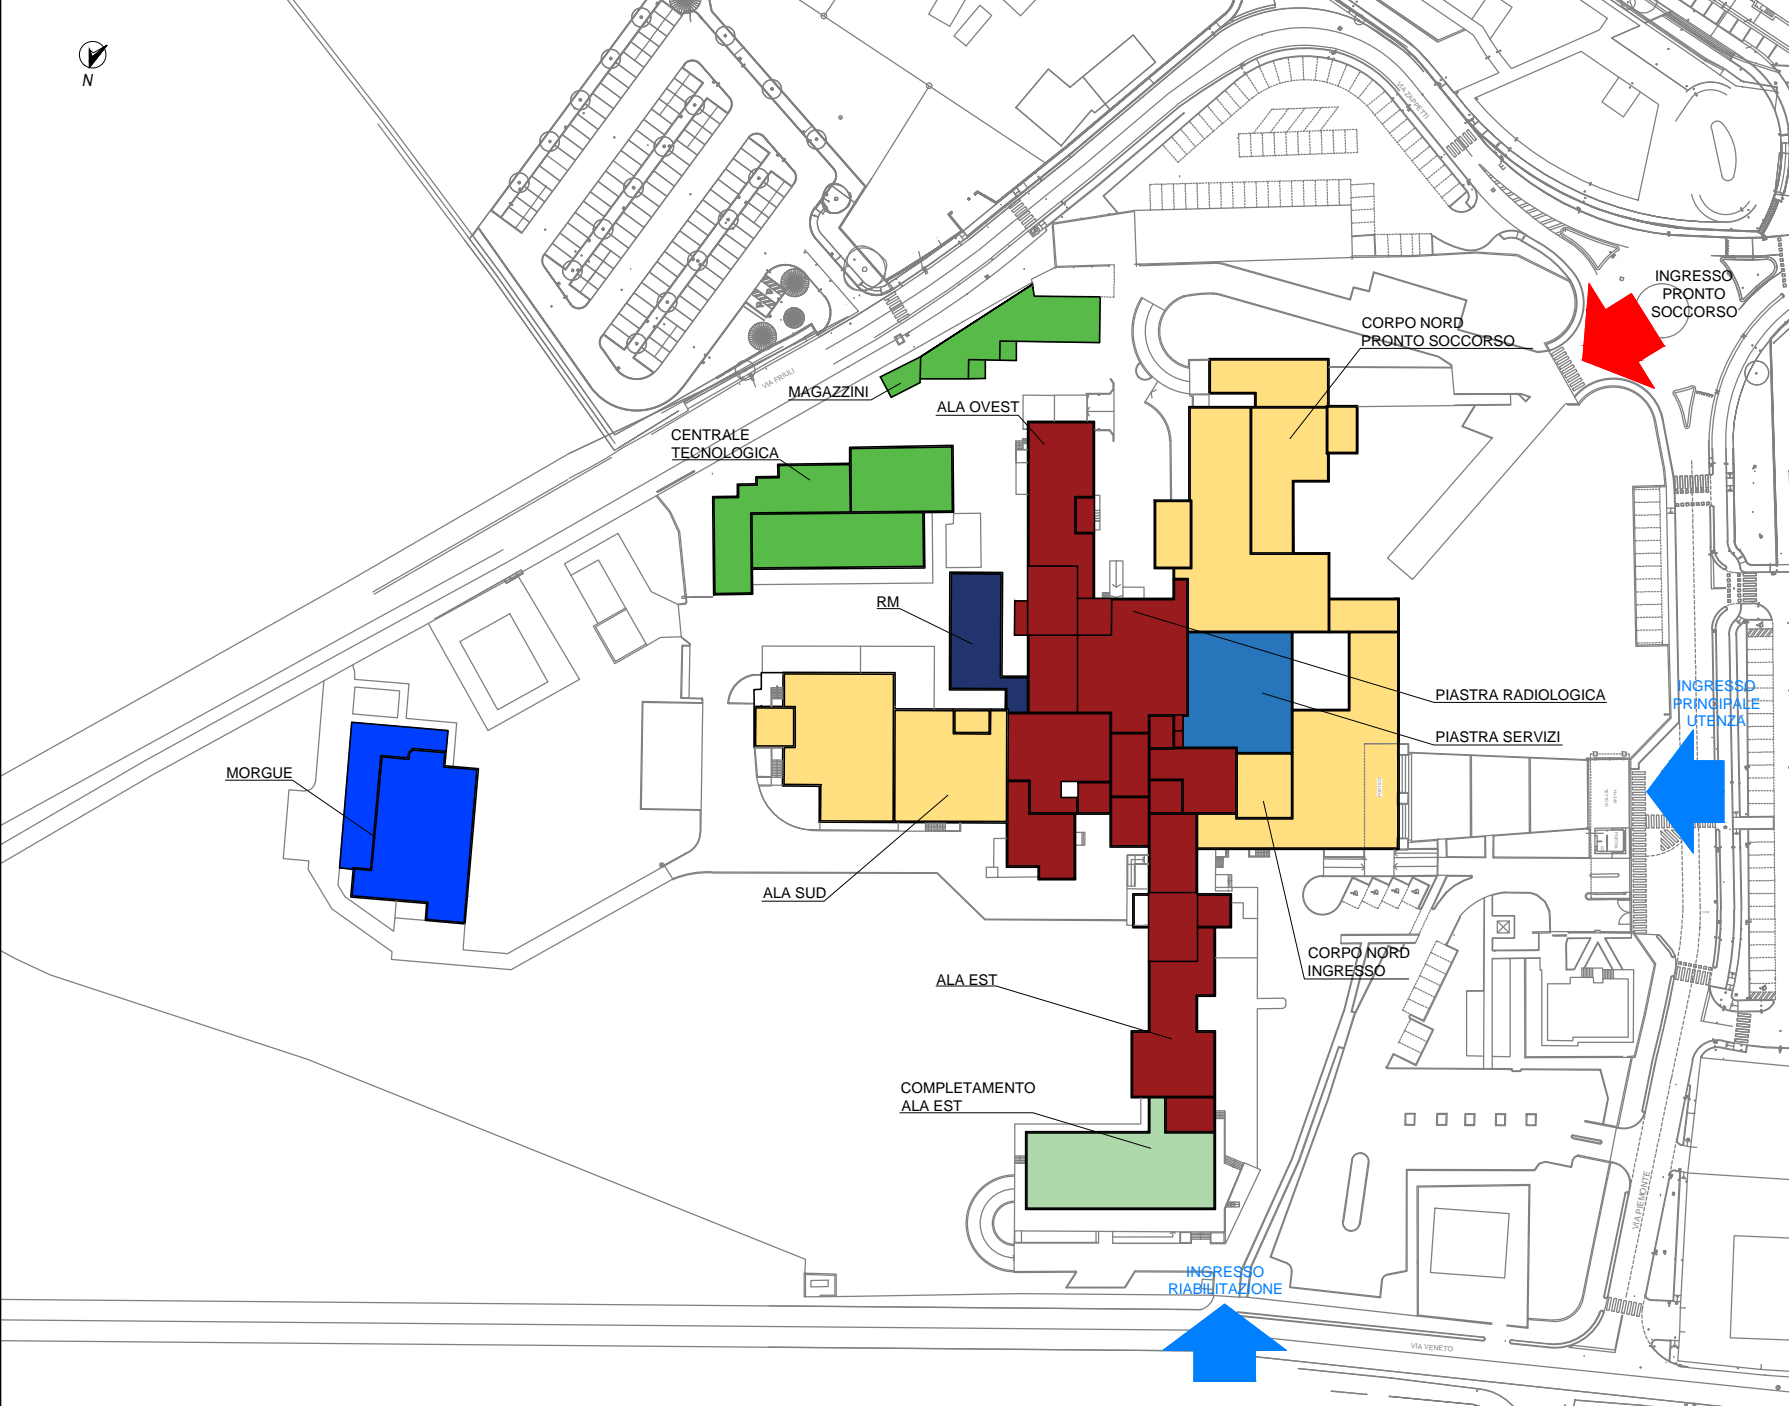 N
VIA ZAPPETTI
INGRESSO
PRONTO
SOCCORSO
CORPO NORD
PRONTO SOCCORSO
VIA FRIULI
MAGAZZINI
ALA OVEST
CENTRALE
TECNOLOGICA
RM
PIASTRA RADIOLOGICA
INGRESSO
PRINCIPALE
UTENZA
PIASTRA SERVIZI
MORGUE
ALA SUD
CORPO NORD
INGRESSO
ALA EST
COMPLETAMENTO
ALA EST
VIA PIEMONTE
INGRESSO
RIABILITAZIONE
VIA VENETO